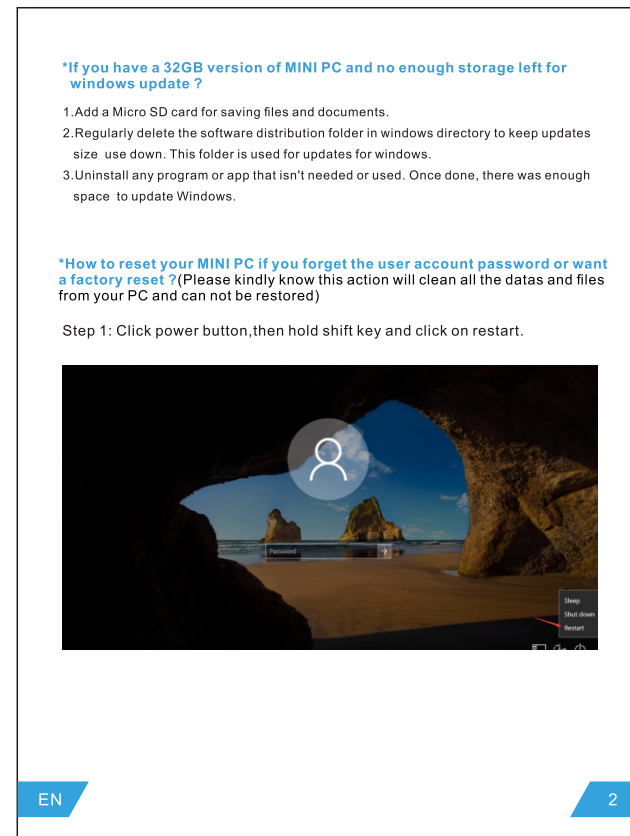 *If you have a 32GB version of MINI PC and no enough storage left for
windows update ?
1.Add a Micro SD card for saving files and documents.
2.Regularly delete the software distribution folder in windows directory to keep updates
size use down. This folder is used for updates for windows.
3.Uninstall any program or app that isn't needed or used. Once done, there was enough
space to update Windows.
*How to reset your MINI PC if you forget the user account password or want
a factory reset ?(Please kindly know this action will clean all the datas and files
from your PC and can not be restored)
Step 1: Click power button,then hold shift key and click on restart.
Password
Sleep
Shut down
Restart
EN
2